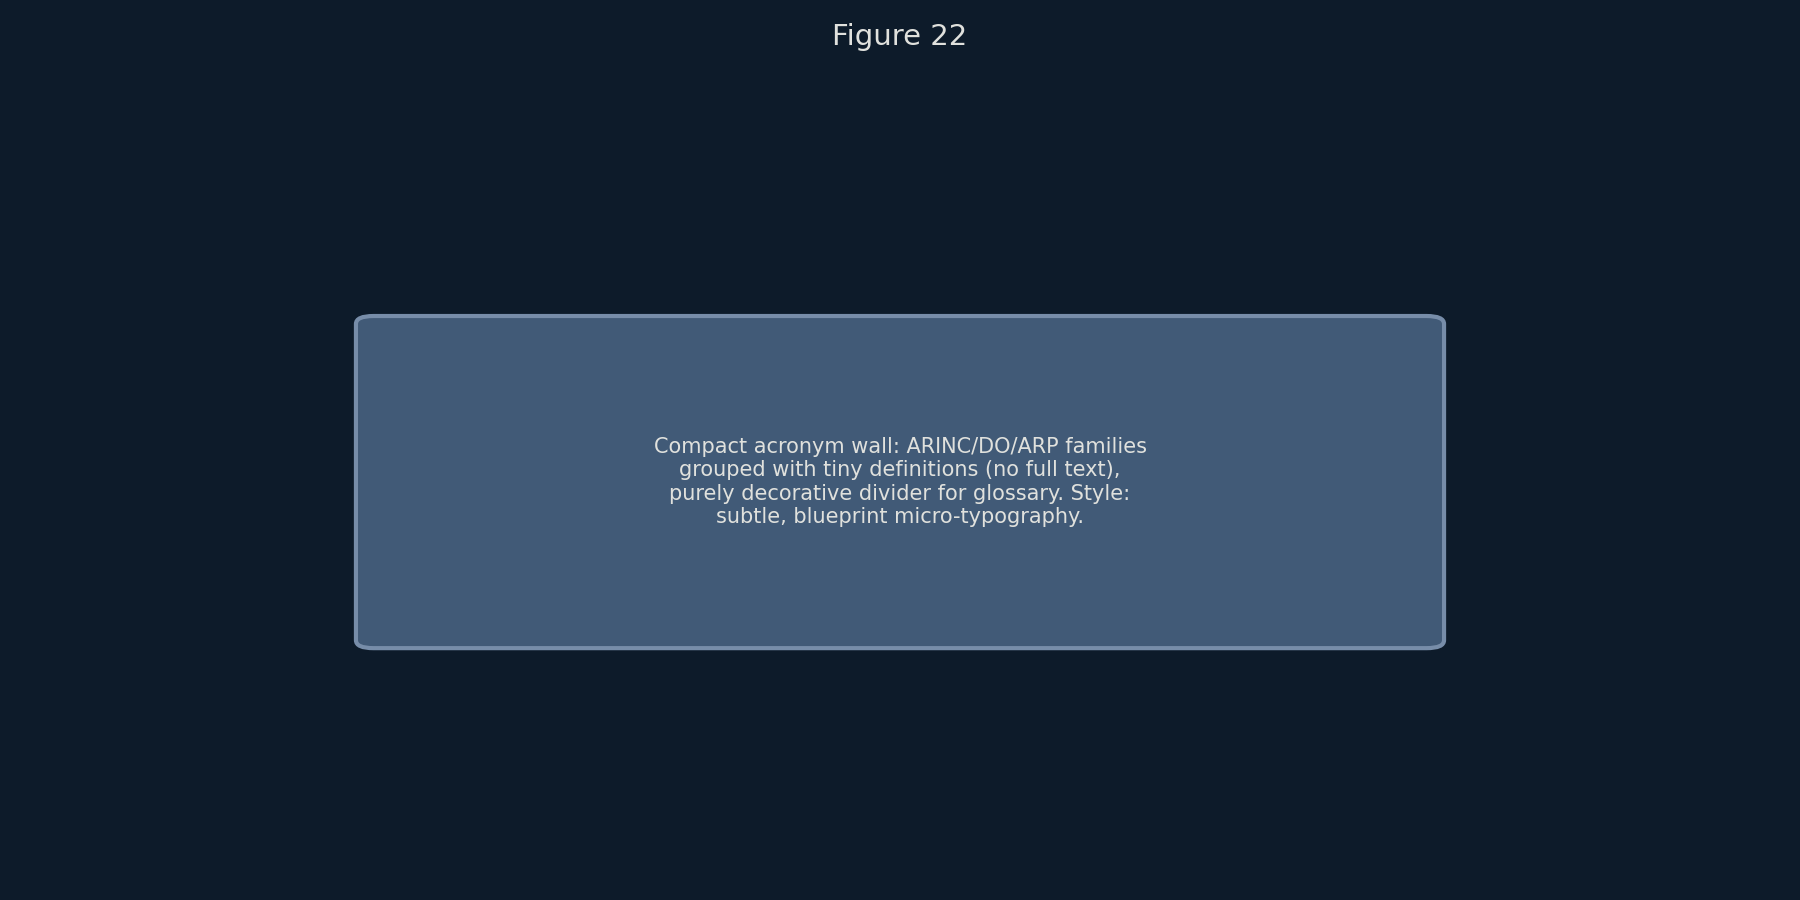 Figure 22
Compact acronym wall: ARINC/DO/ARP families
grouped with tiny definitions (no full text),
purely decorative divider for glossary. Style:
subtle, blueprint micro-typography.